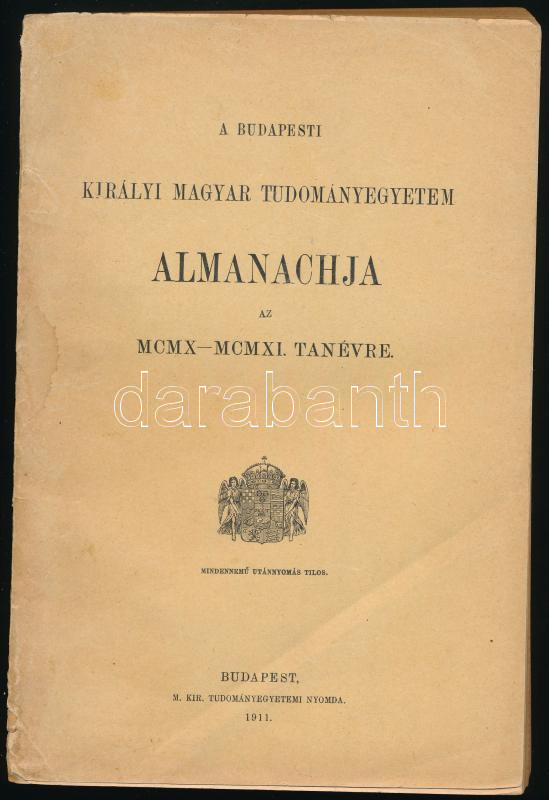 A BUDAPESTI
KIRÁLYI MAGYAR TUDOMÁNYEGYETEM
ALMANACHJA
AZ
MCMX—MCMXI. TANÉVRE.
darabanth
MINDENNEMŰ UTÁNNYOMÁS TILOS.
BUDAPEST,
M. KIR. TUDOMÁNYEGYETEMI NYOMDA.
1911.